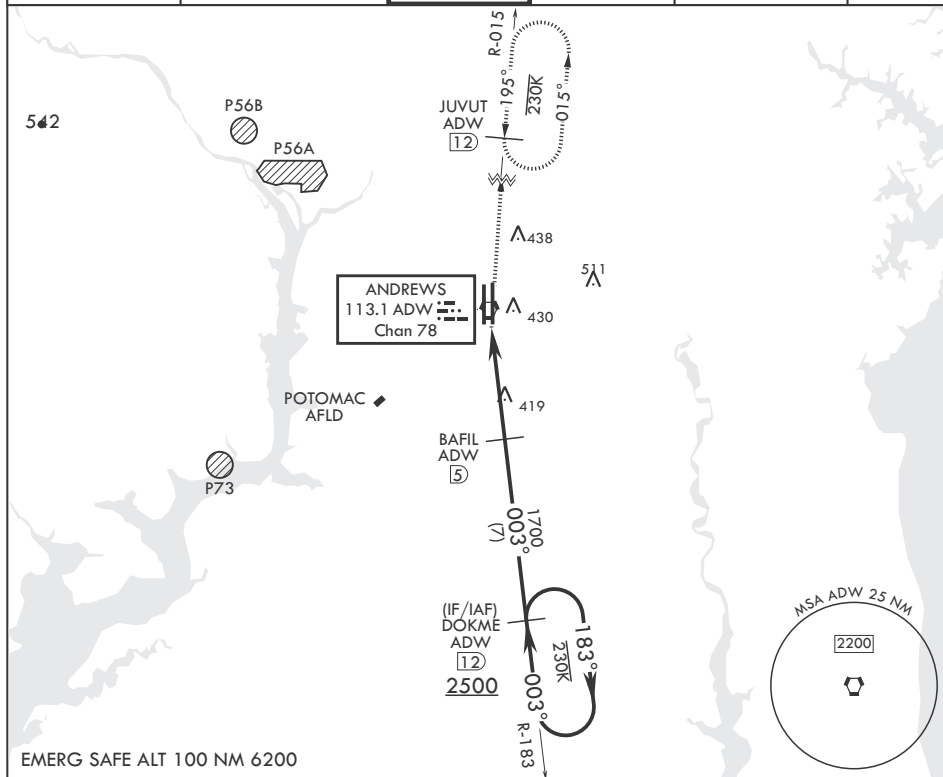 R-015
195°
230K
015°
JUVUT
ADW
12
P56B
542
P56A
438
511
ANDREWS
113.1 ADW
Chan 78
430
POTOMAC
AFLD
419
BAFIL
ADW
5
P73
1700
003°
(7)
(IF/IAF)
DOKME
ADW
12
2500
183°
230K
003°
R-183
MSA ADW 25 NM
2200
EMERG SAFE ALT 100 NM 6200